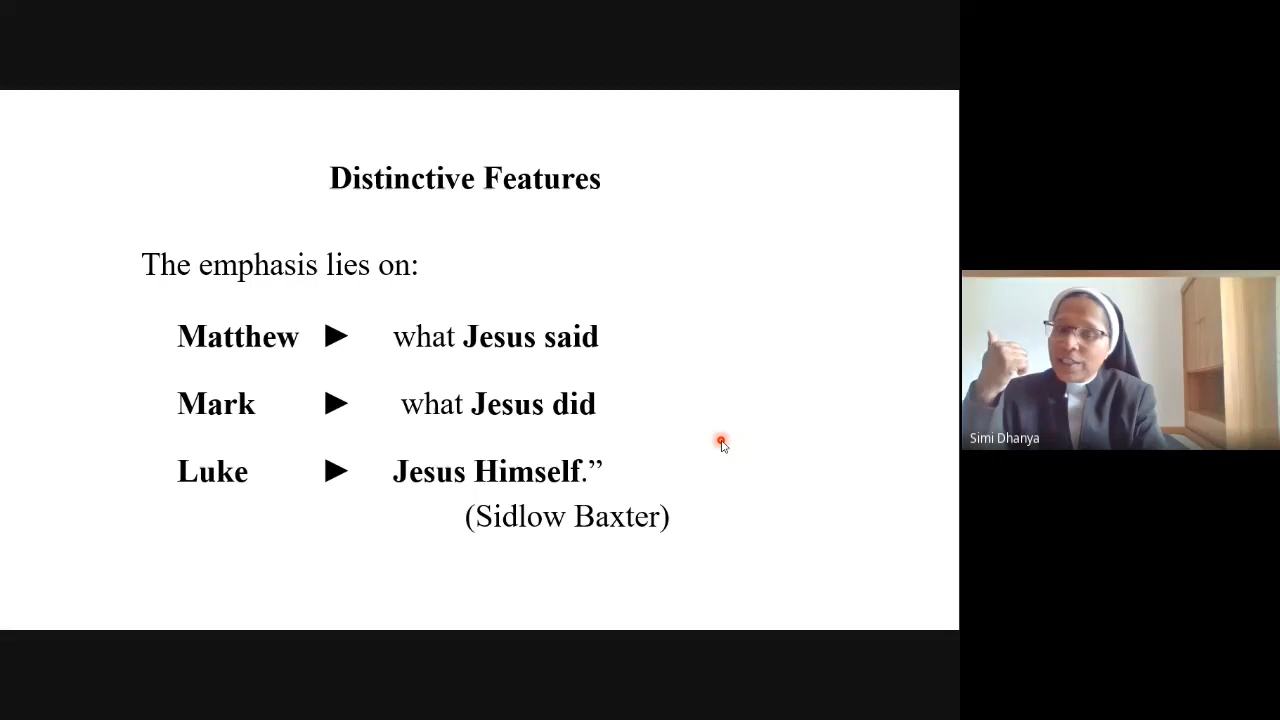 Distinctive Features
The emphasis lies on:
Matthew ► what Jesus said
Mark ► what Jesus did
Luke ► Jesus Himself.”
(Sidlow Baxter)
Simi Dhanya